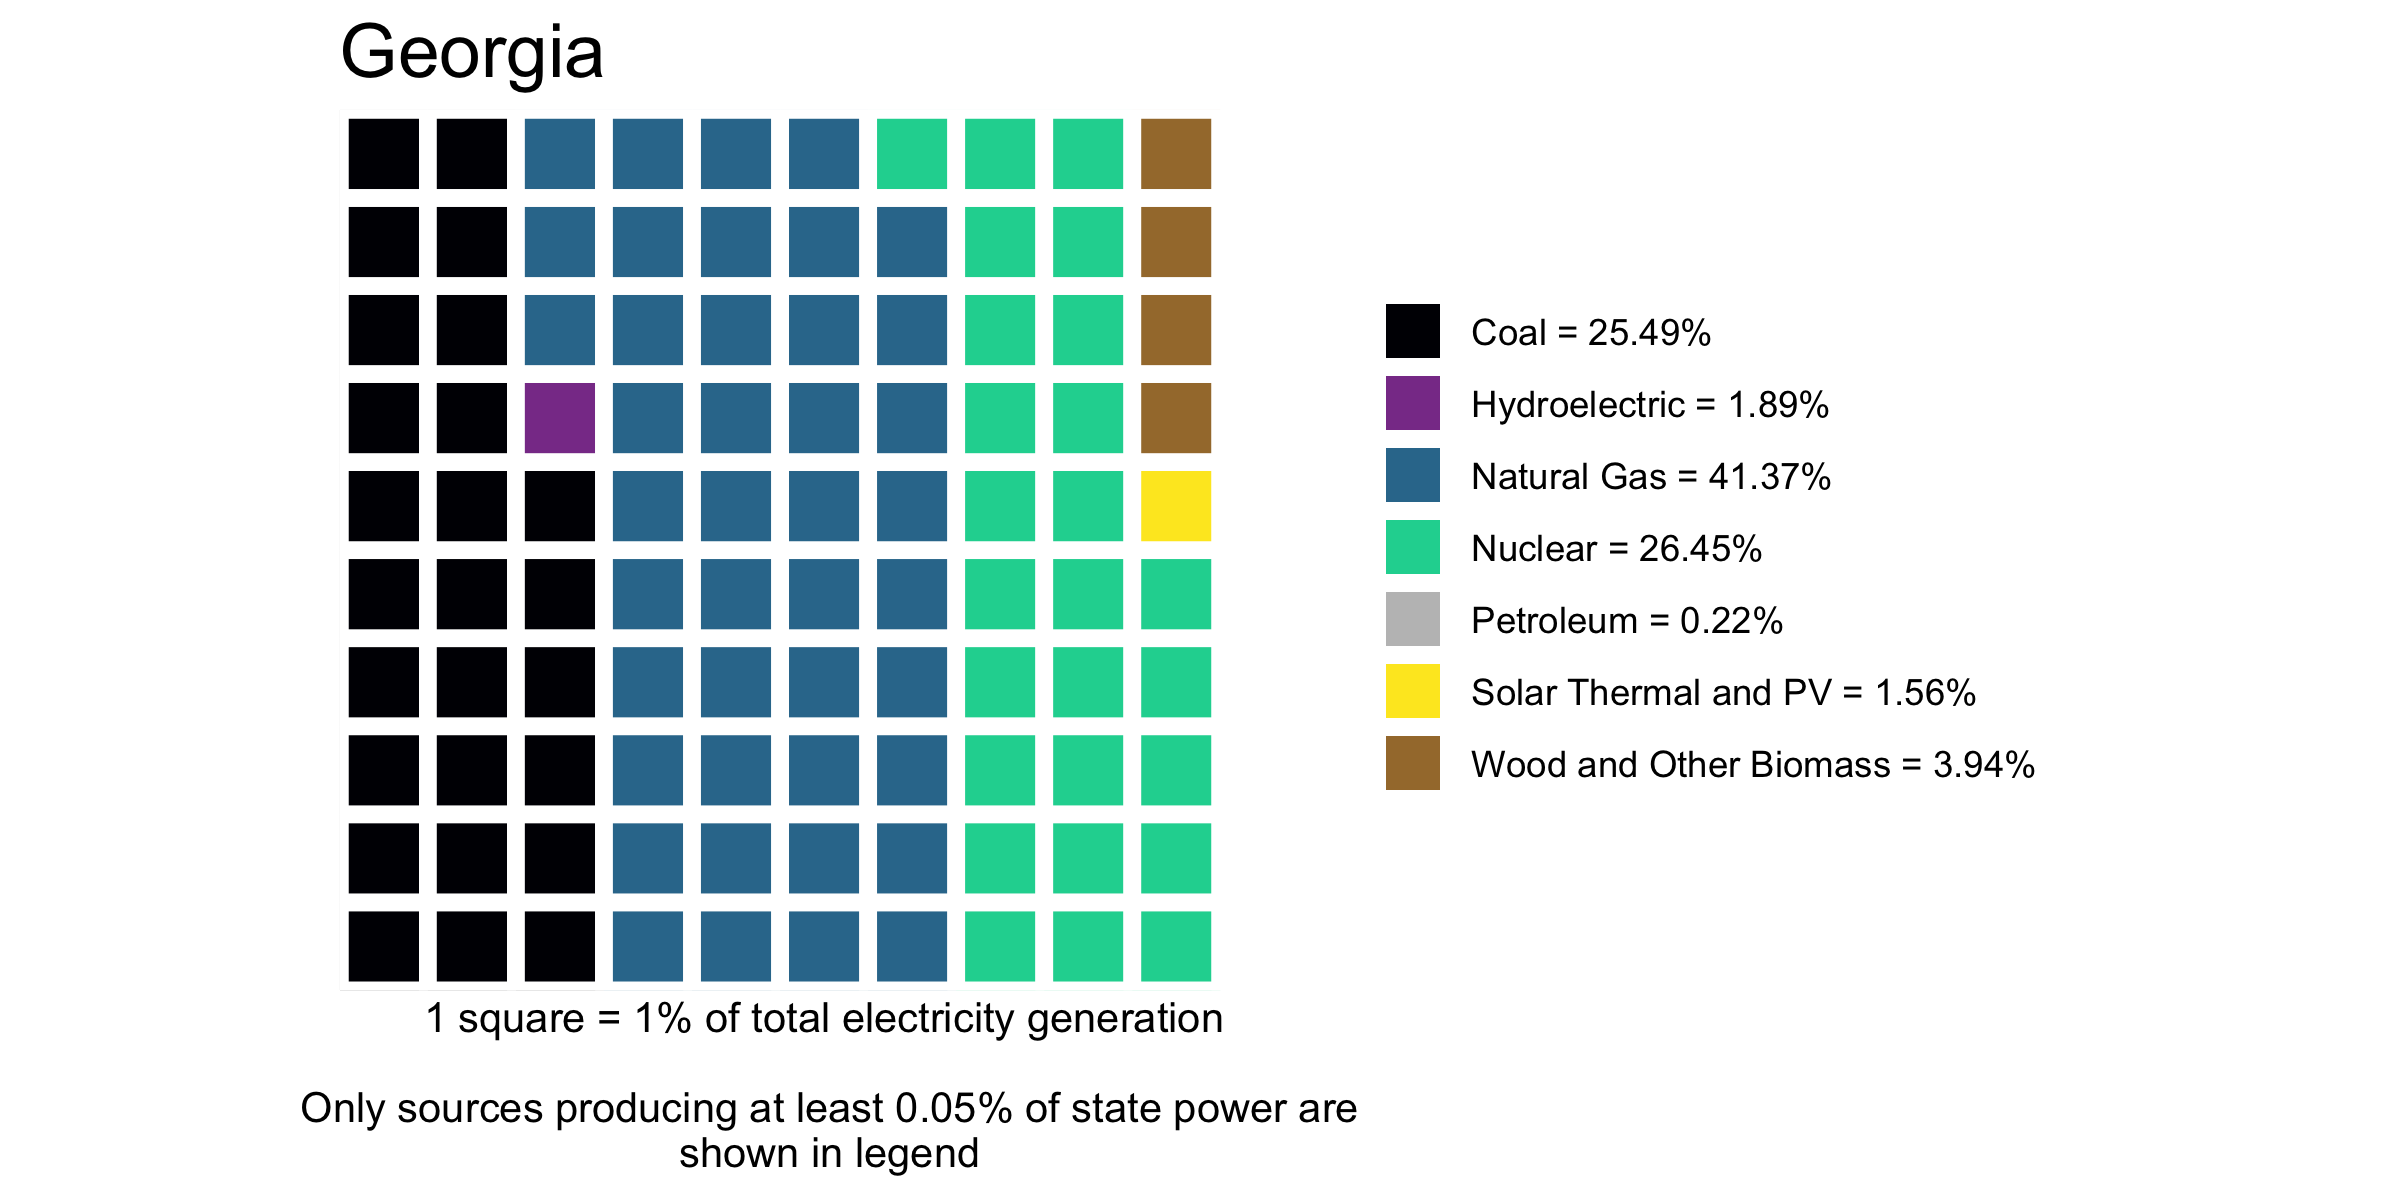 Georgia
Coal = 25.49%
Hydroelectric = 1.89%
Natural Gas = 41.37%
Nuclear = 26.45%
Petroleum = 0.22%
Solar Thermal and PV = 1.56%
Wood and Other Biomass = 3.94%
1 square = 1% of total electricity generation
Only sources producing at least 0.05% of state power are
shown in legend